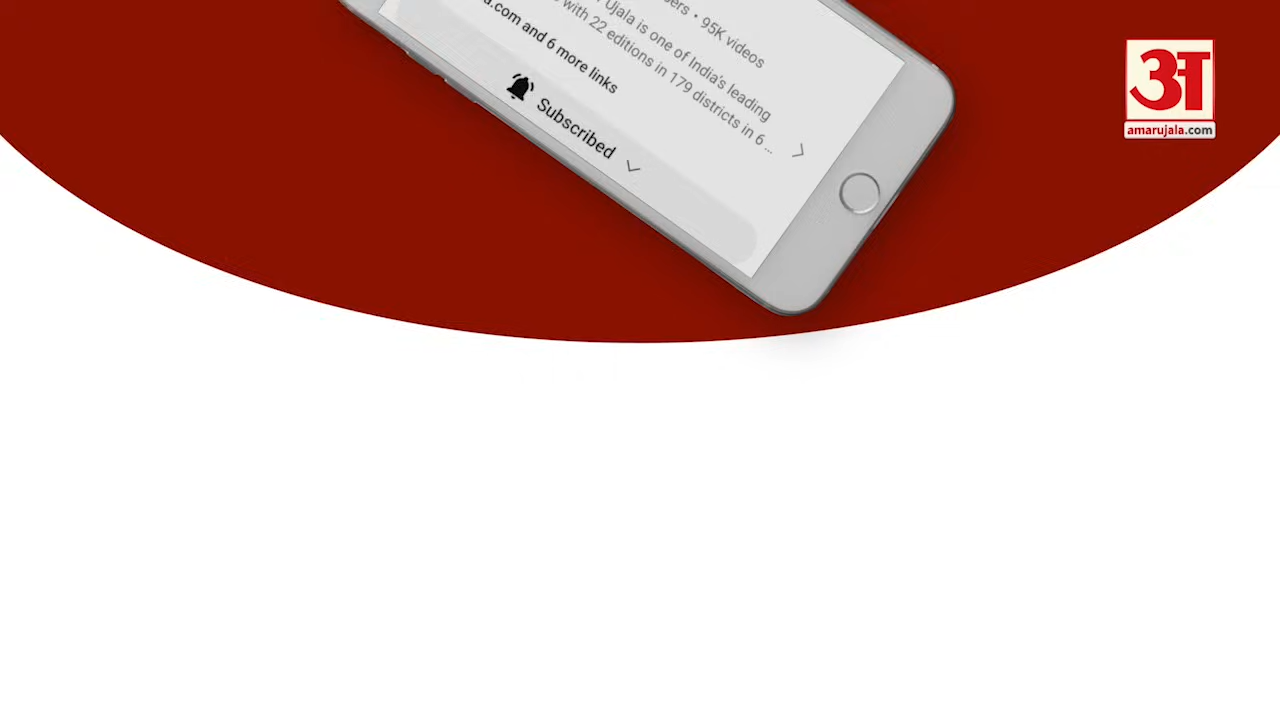 • 95K videos
Ujala is one of India's leading
with 22 editions in 179 districts in 6 ...
.com and 6 more links
Subscribed
अ
amarujala.com